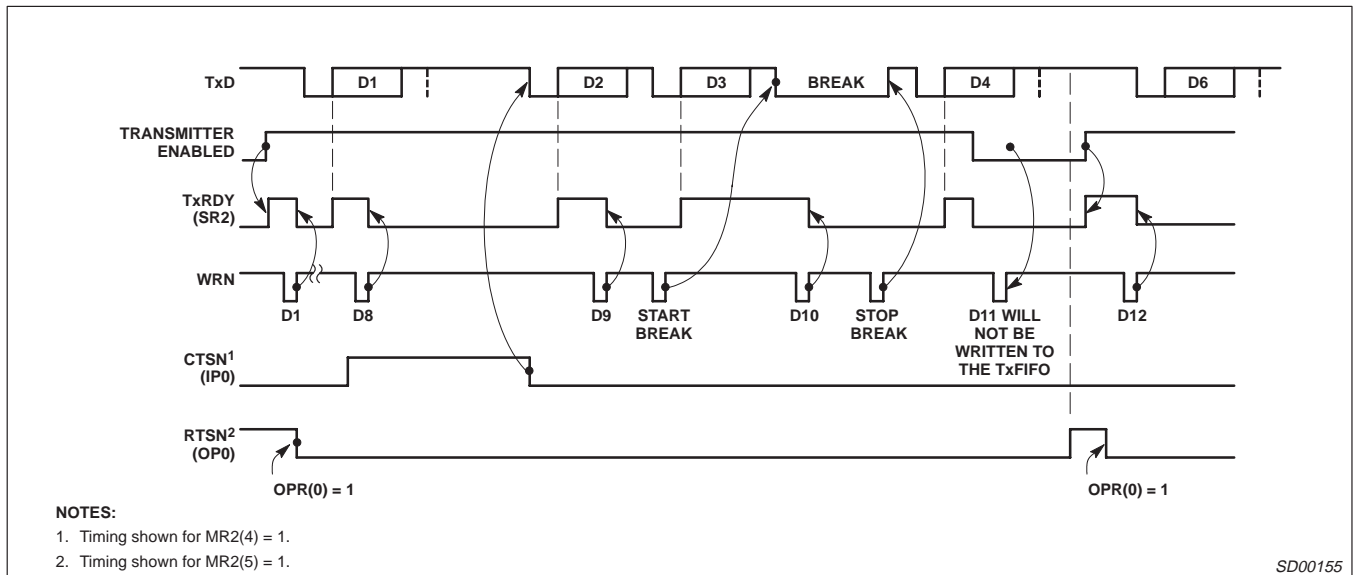 TxD
D1
D2
D3
BREAK
D4
D6
TRANSMITTER
ENABLED
TxRDY
(SR2)
WRN
D1
D8
D9
START
BREAK
D10
STOP
BREAK
D11 WILL
NOT BE
WRITTEN TO
THE TxFIFO
D12
CTSN1
(IP0)
RTSN2
(OP0)
OPR(0) = 1
OPR(0) = 1
NOTES:
1. Timing shown for MR2(4) = 1.
2. Timing shown for MR2(5) = 1.
SD00155